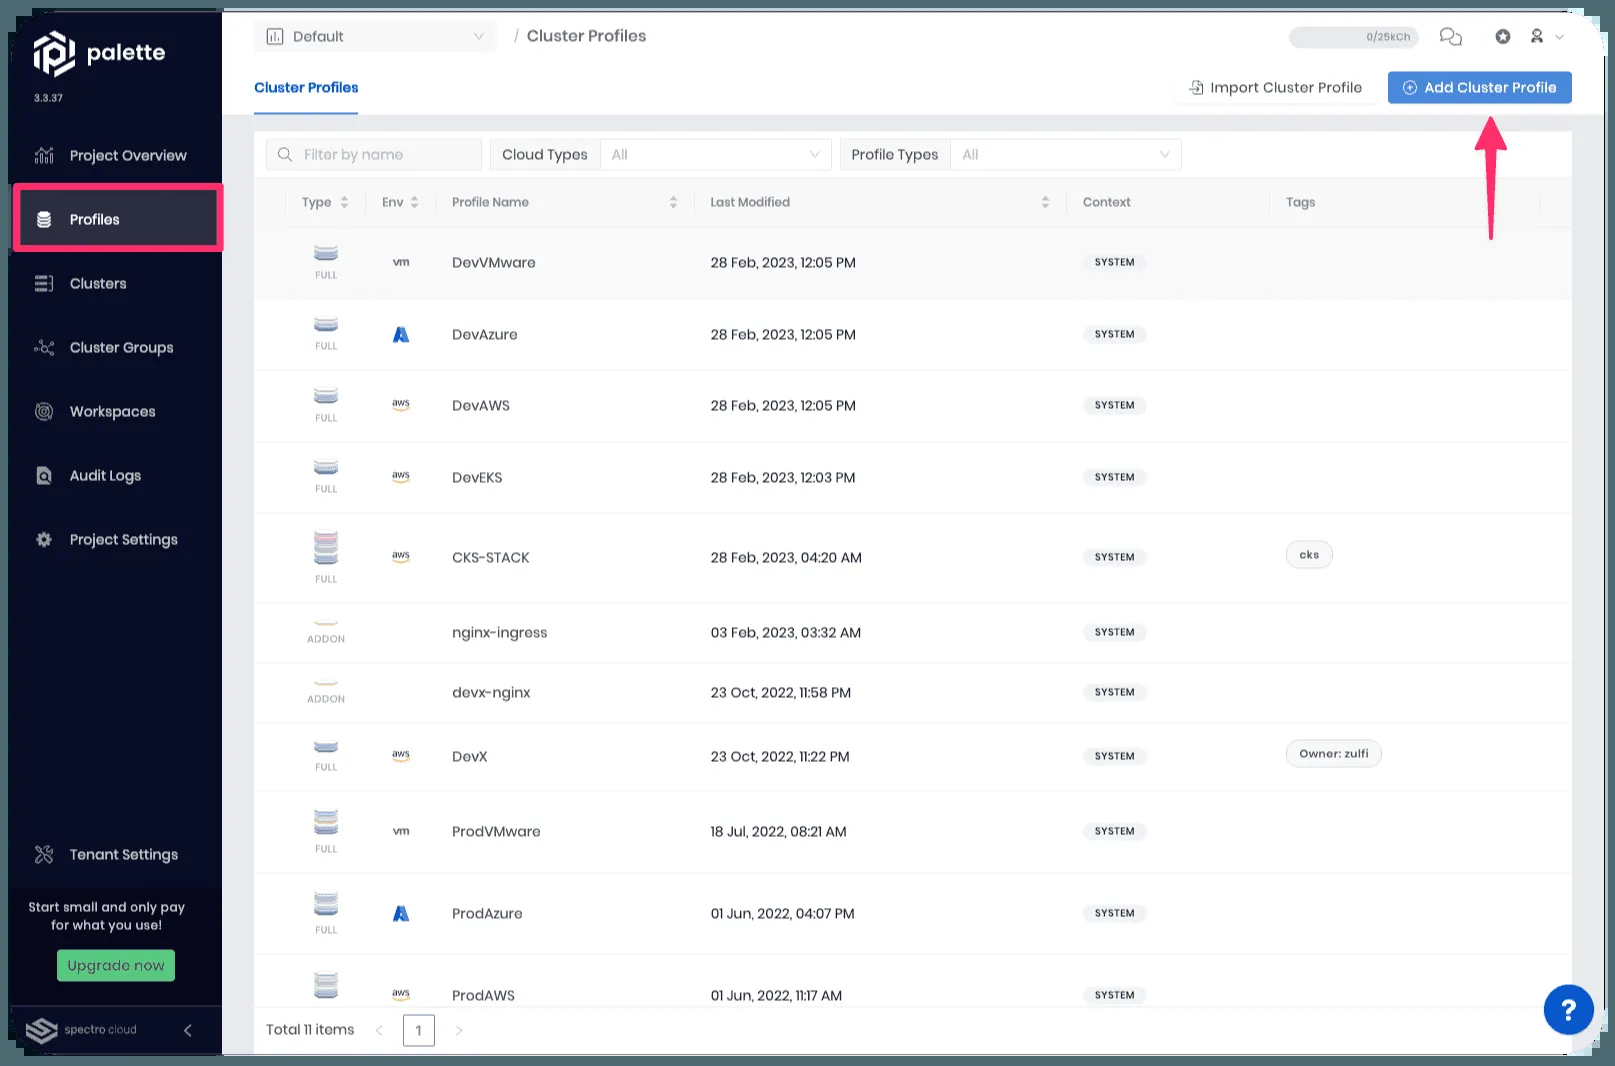 palette
3.3.37
Project Overview
Profiles
Clusters
Cluster Groups
Workspaces
Audit Logs
Project Settings
Tenant Settings
Start small and only pay
for what you use!
Upgrade now
spectro cloud
Default / Cluster Profiles
0/25kCh
Cluster Profiles
Import Cluster Profile
Add Cluster Profile
Filter by name Cloud Types All Profile Types All
Type Env Profile Name Last Modified Context Tags
FULL vm DevVMware 28 Feb, 2023, 12:05 PM SYSTEM
FULL DevAzure 28 Feb, 2023, 12:05 PM SYSTEM
FULL aws DevAWS 28 Feb, 2023, 12:05 PM SYSTEM
FULL aws DevEKS 28 Feb, 2023, 12:03 PM SYSTEM
FULL aws CKS-STACK 28 Feb, 2023, 04:20 AM SYSTEM cks
ADDON nginx-ingress 03 Feb, 2023, 03:32 AM SYSTEM
ADDON devx-nginx 23 Oct, 2022, 11:58 PM SYSTEM
FULL aws DevX 23 Oct, 2022, 11:22 PM SYSTEM Owner: zulfi
FULL vm ProdVMware 18 Jul, 2022, 08:21 AM SYSTEM
FULL ProdAzure 01 Jun, 2022, 04:07 PM SYSTEM
aws ProdAWS 01 Jun, 2022, 11:17 AM SYSTEM
Total 11 items < 1 >
?